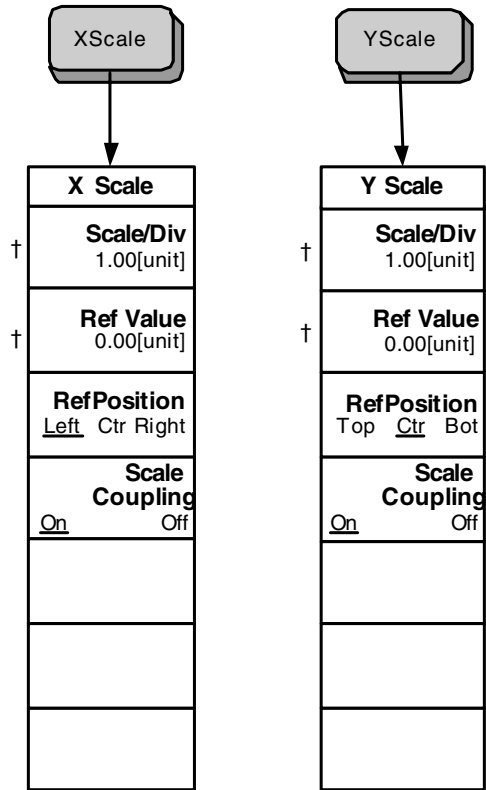 XScale
X Scale
†
Scale/Div
1.00[unit]
†
Ref Value
0.00[unit]
RefPosition
Left Ctr Right
Scale
Coupling
On Off
YScale
Y Scale
†
Scale/Div
1.00[unit]
†
Ref Value
0.00[unit]
RefPosition
Top Ctr Bot
Scale
Coupling
On Off